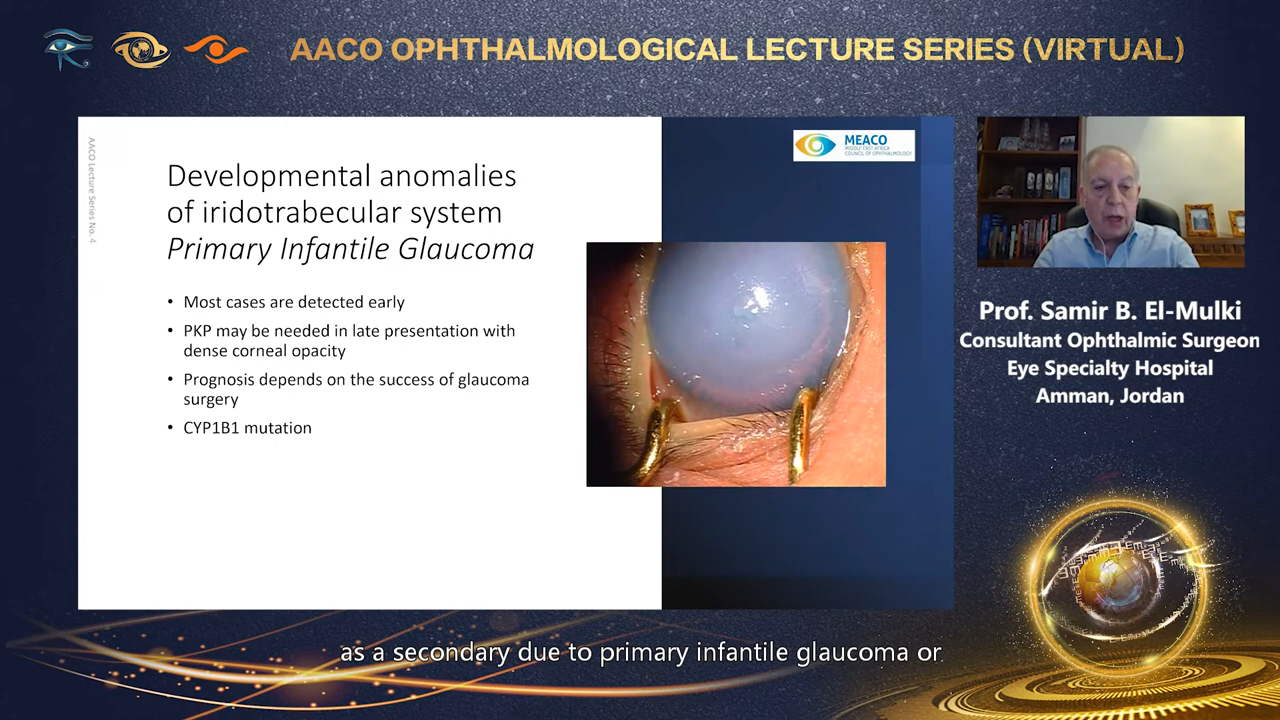 AACO OPHTHALMOLOGICAL LECTURE SERIES (VIRTUAL)
AACO Lecture Series No. 4
MEACO
MIDDLE EAST AFRICA
COUNCIL OF OPHTHALMOLOGY
Developmental anomalies
of iridotrabecular system
Primary Infantile Glaucoma
• Most cases are detected early
• PKP may be needed in late presentation with
dense corneal opacity
• Prognosis depends on the success of glaucoma
surgery
• CYP1B1 mutation
Prof. Samir B. El-Mulki
Consultant Ophthalmic Surgeon
Eye Specialty Hospital
Amman, Jordan
as a secondary due to primary infantile glaucoma or